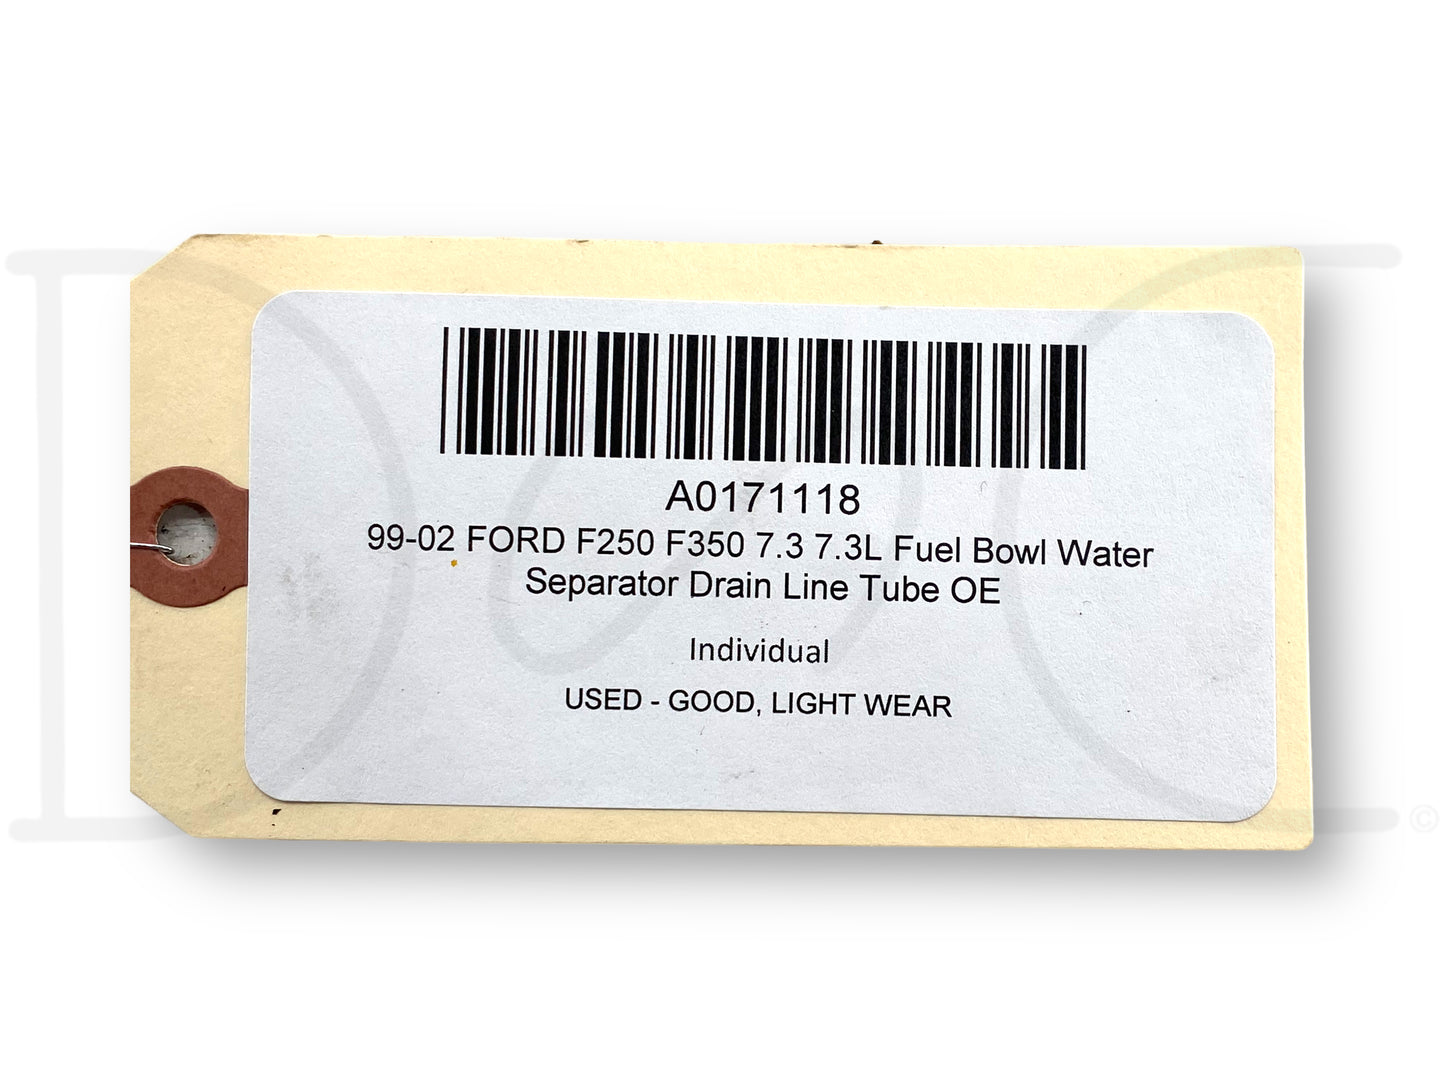 A0171118
99-02 FORD F250 F350 7.3 7.3L Fuel Bowl Water
Separator Drain Line Tube OE
Individual
USED - GOOD, LIGHT WEAR
©